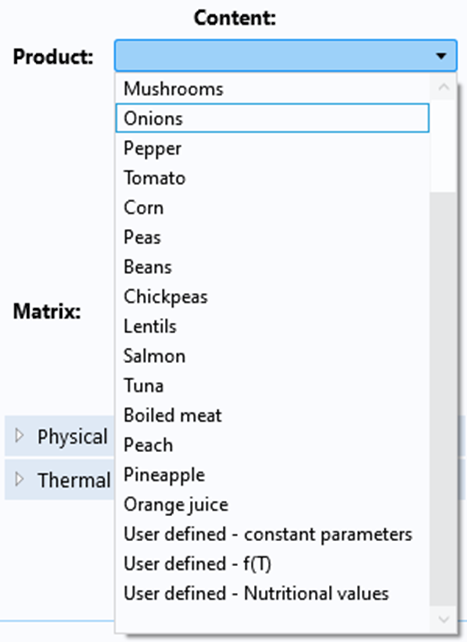 Content:
Product:
Mushrooms
Onions
Pepper
Tomato
Corn
Peas
Beans
Chickpeas
Matrix:
Lentils
Salmon
Tuna
Boiled meat
Physical
Peach
Thermal
Pineapple
Orange juice
User defined - constant parameters
User defined - f(T)
User defined - Nutritional values